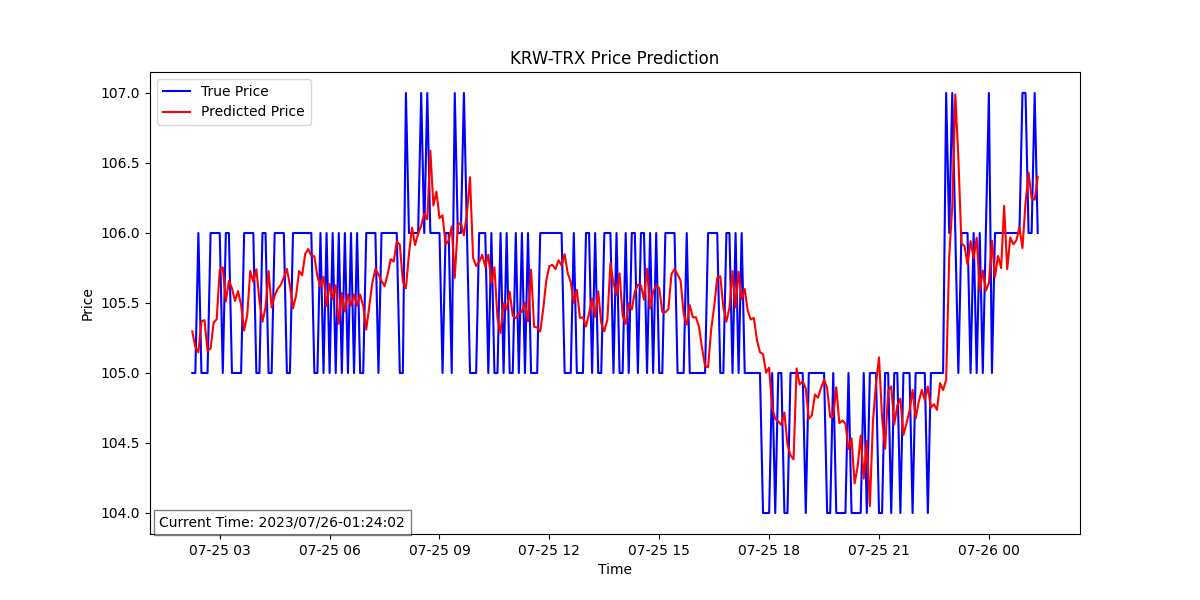 KRW-TRX Price Prediction
True Price
Predicted Price
107.0
106.5
106.0
105.5
105.0
104.5
104.0
Price
Current Time: 2023/07/26-01:24:02
07-25 03 07-25 06 07-25 09 07-25 12 07-25 15 07-25 18 07-25 21 07-26 00
Time